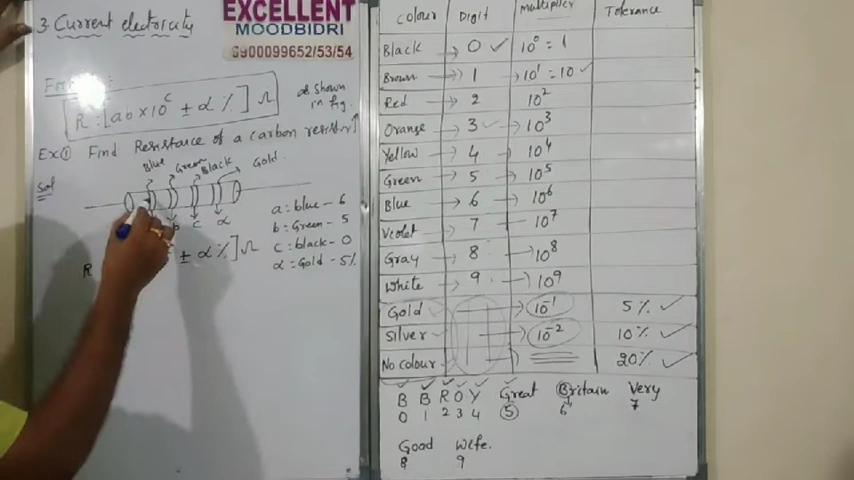 3. Current electricity
EXCELLENT
MOODBIDRI
6900099652/53/54
R = [ab×10^c ± α %] Ω
as shown
in fig.
Ex ① Find Resistance of a carbon resistor
Sol
Blue Green Black Gold
b c α
R
± α %] Ω
a = blue - 6
b = Green - 5
c = black - 0
α = Gold - 5%
Colour Digit Multiplier Tolerance
Black → 0 ✓ 10^0 = 1
Brown → 1 → 10^1 = 10 ✓
Red → 2 10^2
Orange → 3 ✓ → 10^3
Yellow → 4 → 10^4
Green → 5 → 10^5
Blue → 6 → 10^6
Violet → 7 → 10^7
Gray → 8 → 10^8
White → 9 → 10^9
Gold → 10^-1 5% ✓
Silver → 10^-2 10% ✓
No colour → 20% ✓
B B R O Y Great Britain Very
0 1 2 3 4 5 6 7
Good Wife.
8 9